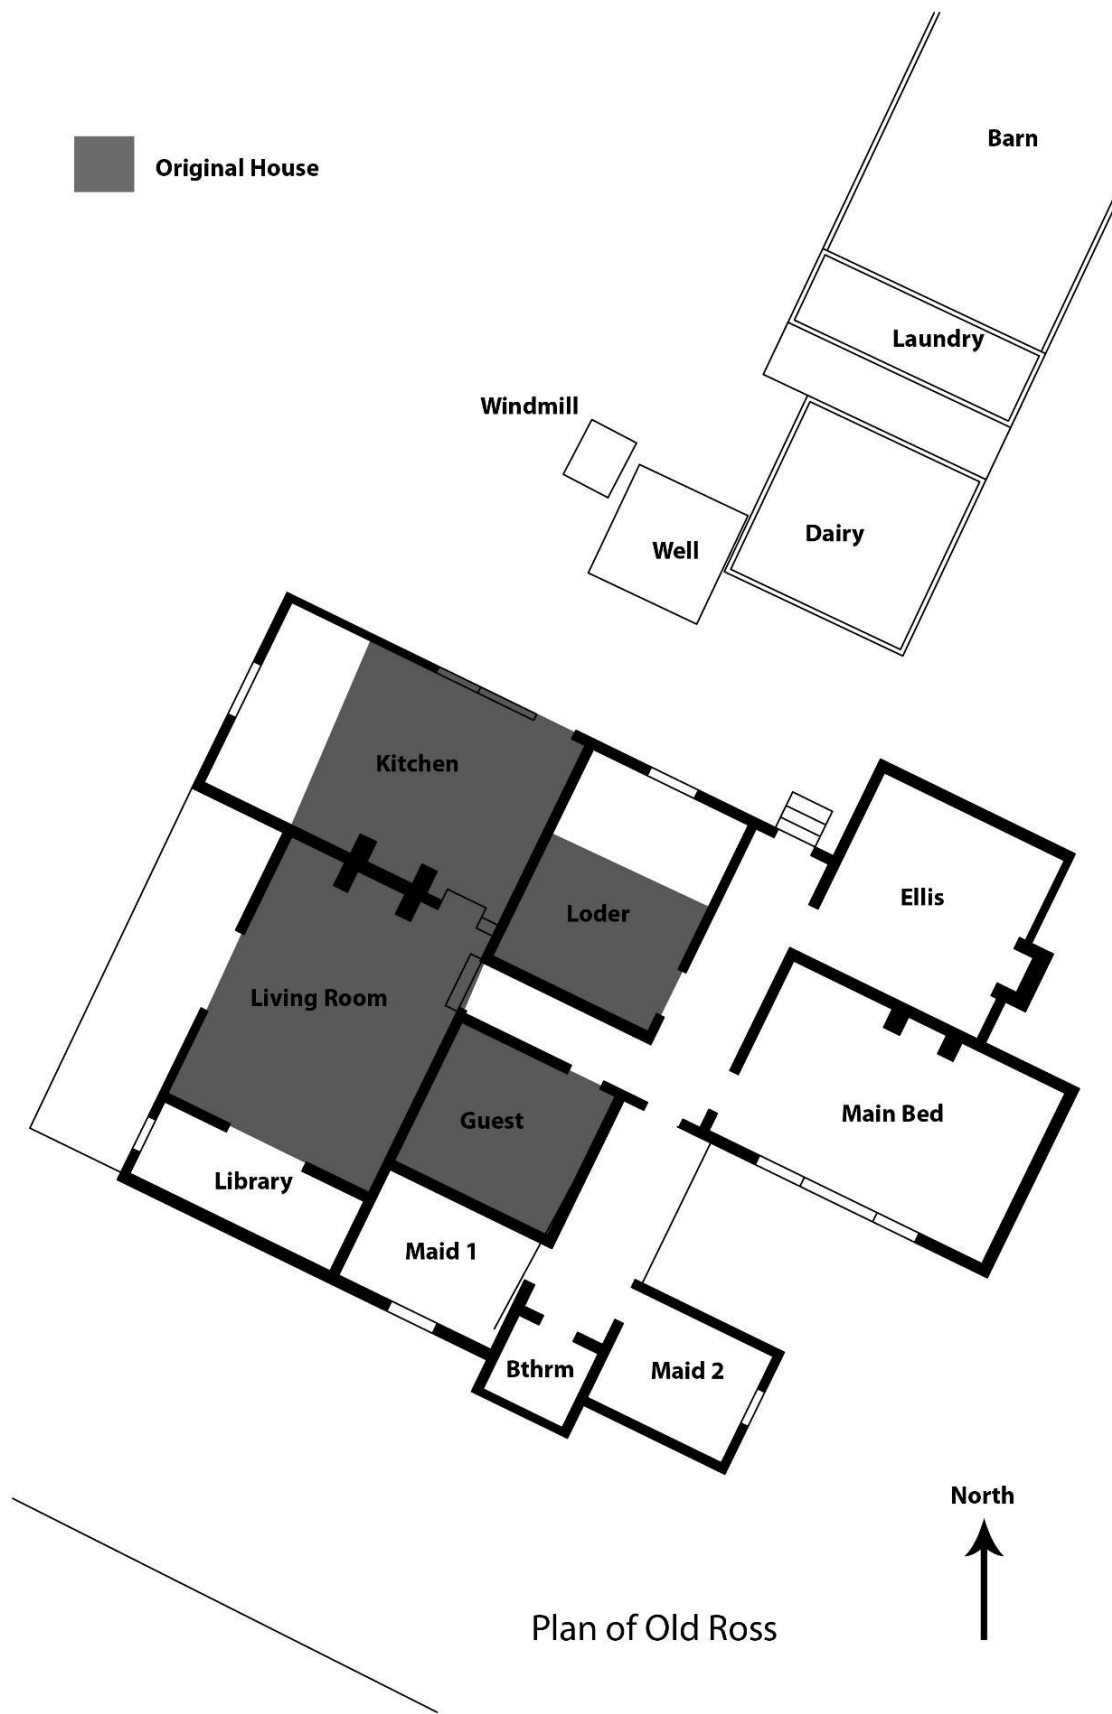 Barn
Original House
Laundry
Windmill
Well
Dairy
Kitchen
Loder
Ellis
Living Room
Guest
Main Bed
Library
Maid 1
Bthrm
Maid 2
North
Plan of Old Ross